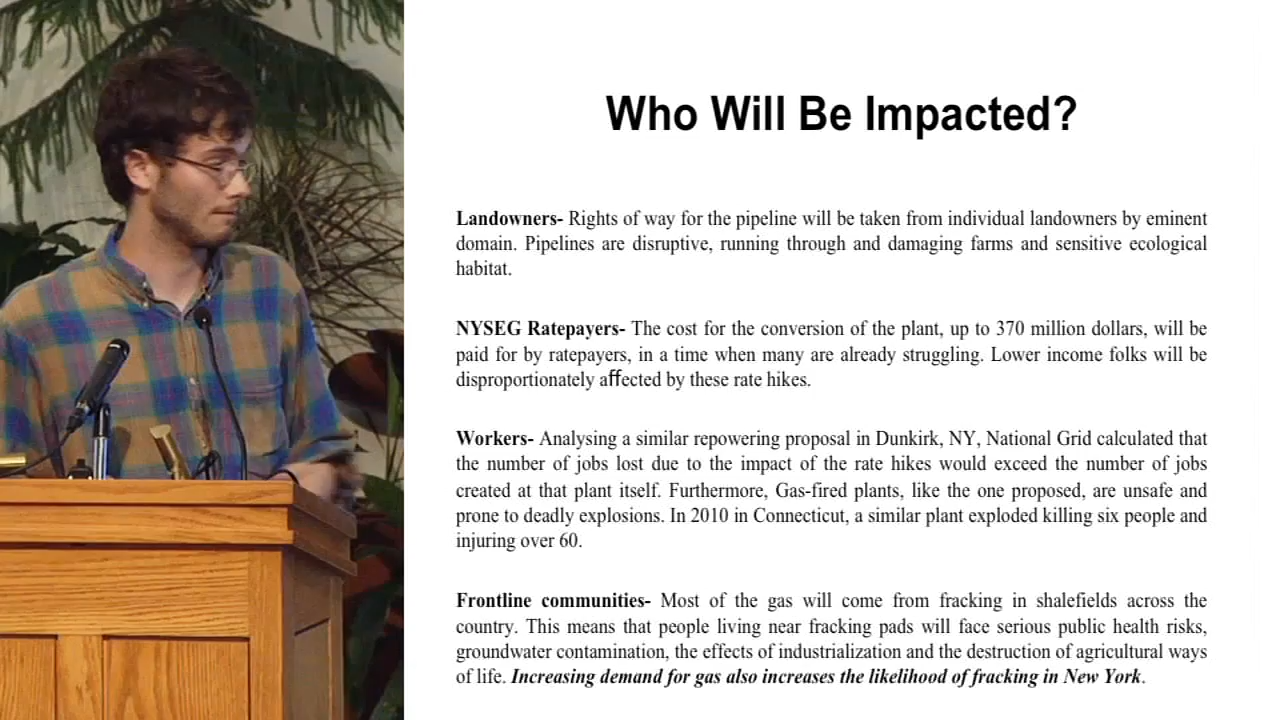 Who Will Be Impacted?
Landowners- Rights of way for the pipeline will be taken from individual landowners by eminent
domain. Pipelines are disruptive, running through and damaging farms and sensitive ecological
habitat.
NYSEG Ratepayers- The cost for the conversion of the plant, up to 370 million dollars, will be
paid for by ratepayers, in a time when many are already struggling. Lower income folks will be
disproportionately affected by these rate hikes.
Workers- Analysing a similar repowering proposal in Dunkirk, NY, National Grid calculated that
the number of jobs lost due to the impact of the rate hikes would exceed the number of jobs
created at that plant itself. Furthermore, Gas-fired plants, like the one proposed, are unsafe and
prone to deadly explosions. In 2010 in Connecticut, a similar plant exploded killing six people and
injuring over 60.
Frontline communities- Most of the gas will come from fracking in shalefields across the
country. This means that people living near fracking pads will face serious public health risks,
groundwater contamination, the effects of industrialization and the destruction of agricultural ways
of life. Increasing demand for gas also increases the likelihood of fracking in New York.